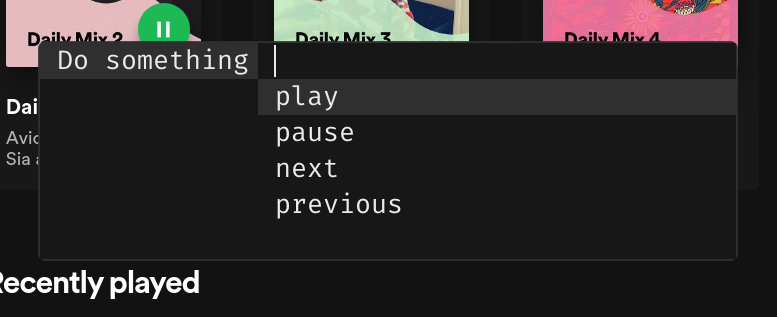 Daily Mix 2
Daily Mix 3
Daily Mix 4
Do something
play
pause
next
previous
Dai
Avic
Sia
Recently played